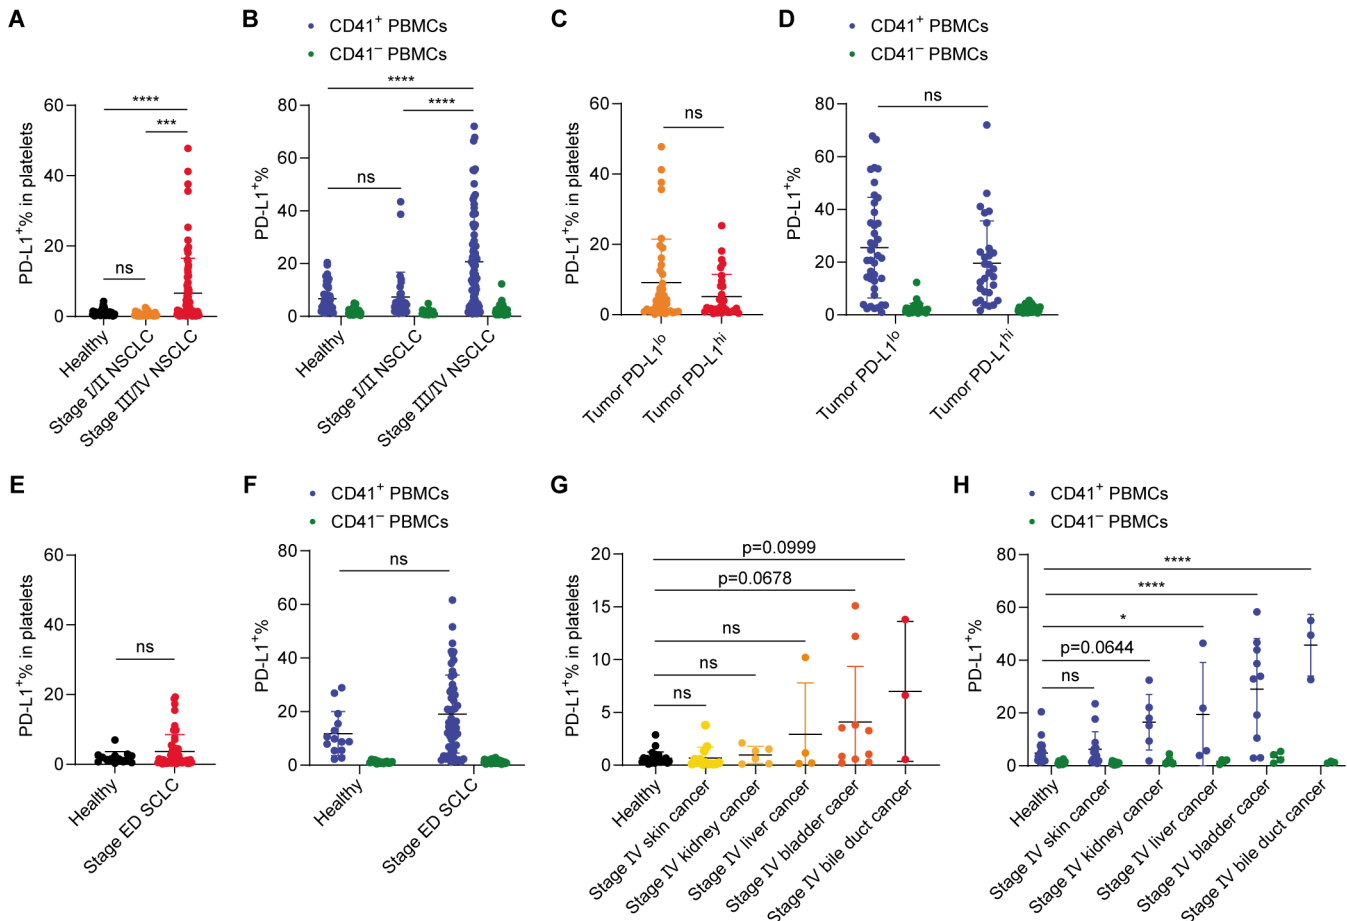 A
PD-L1⁺% in platelets
60
40
20
0
****
***
ns
Healthy
Stage I/II NSCLC
Stage III/IV NSCLC
B
CD41⁺ PBMCs
CD41⁻ PBMCs
PD-L1⁺%
80
60
40
20
0
****
****
ns
Healthy
Stage I/II NSCLC
Stage III/IV NSCLC
C
PD-L1⁺% in platelets
60
40
20
0
ns
Tumor PD-L1ˡᵒ
Tumor PD-L1ʰⁱ
D
CD41⁺ PBMCs
CD41⁻ PBMCs
PD-L1⁺%
80
60
40
20
0
ns
Tumor PD-L1ˡᵒ
Tumor PD-L1ʰⁱ
E
PD-L1⁺% in platelets
60
40
20
0
ns
Healthy
Stage ED SCLC
F
CD41⁺ PBMCs
CD41⁻ PBMCs
PD-L1⁺%
80
60
40
20
0
ns
Healthy
Stage ED SCLC
G
PD-L1⁺% in platelets
20
15
10
5
0
p=0.0999
p=0.0678
ns
ns
ns
Healthy
Stage IV skin cancer
Stage IV kidney cancer
Stage IV liver cancer
Stage IV bladder cacer
Stage IV bile duct cancer
H
CD41⁺ PBMCs
CD41⁻ PBMCs
PD-L1⁺%
80
60
40
20
0
****
****
*
p=0.0644
ns
Healthy
Stage IV skin cancer
Stage IV kidney cancer
Stage IV liver cancer
Stage IV bladder cacer
Stage IV bile duct cancer